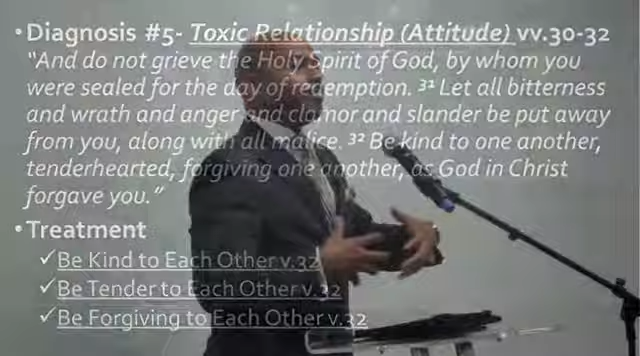 • Diagnosis #5- Toxic Relationship (Attitude) vv.30-32
"And do not grieve the Holy Spirit of God, by whom you
were sealed for the day of redemption. ³¹ Let all bitterness
and wrath and anger and clamor and slander be put away
from you, along with all malice. ³² Be kind to one another,
tenderhearted, forgiving one another, as God in Christ
forgave you."
• Treatment
✓Be Kind to Each Other v.32
✓Be Tender to Each Other v.32
✓Be Forgiving to Each Other v.32